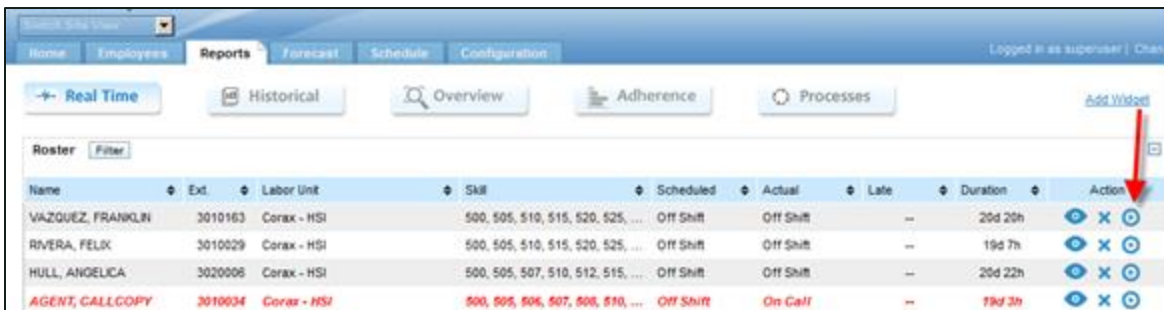 Switch Site View
Home Employees Reports Forecast Schedule Configuration Logged in as superuser | Chan
Real Time Historical Overview Adherence Processes Add Widget
Roster Filter
Name Ext. Labor Unit Skill Scheduled Actual Late Duration Action
VAZQUEZ, FRANKLIN 3010163 Corax - HSI 500, 505, 510, 515, 520, 525, ... Off Shift Off Shift -- 20d 20h
RIVERA, FELIX 3010029 Corax - HSI 500, 505, 510, 515, 520, 525, ... Off Shift Off Shift -- 19d 7h
HULL, ANGELICA 3020006 Corax - HSI 500, 505, 507, 510, 512, 515, ... Off Shift Off Shift -- 20d 22h
AGENT, CALLCOPY 3010034 Corax - HSI 500, 505, 506, 507, 508, 510, ... Off Shift On Call -- 19d 3h